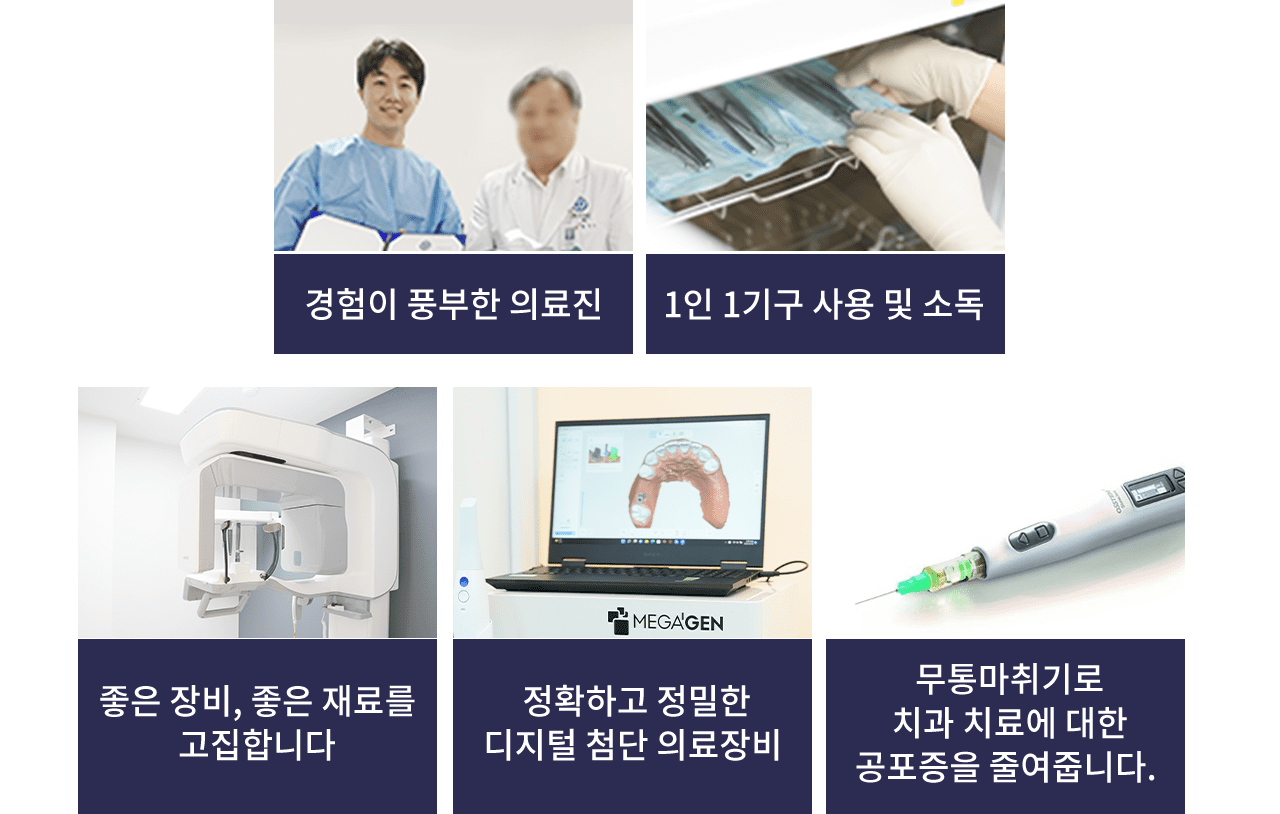 경험이 풍부한 의료진
1인 1기구 사용 및 소독
MEGA'GEN
좋은 장비, 좋은 재료를
고집합니다
정확하고 정밀한
디지털 첨단 의료장비
무통마취기로
치과 치료에 대한
공포증을 줄여줍니다.